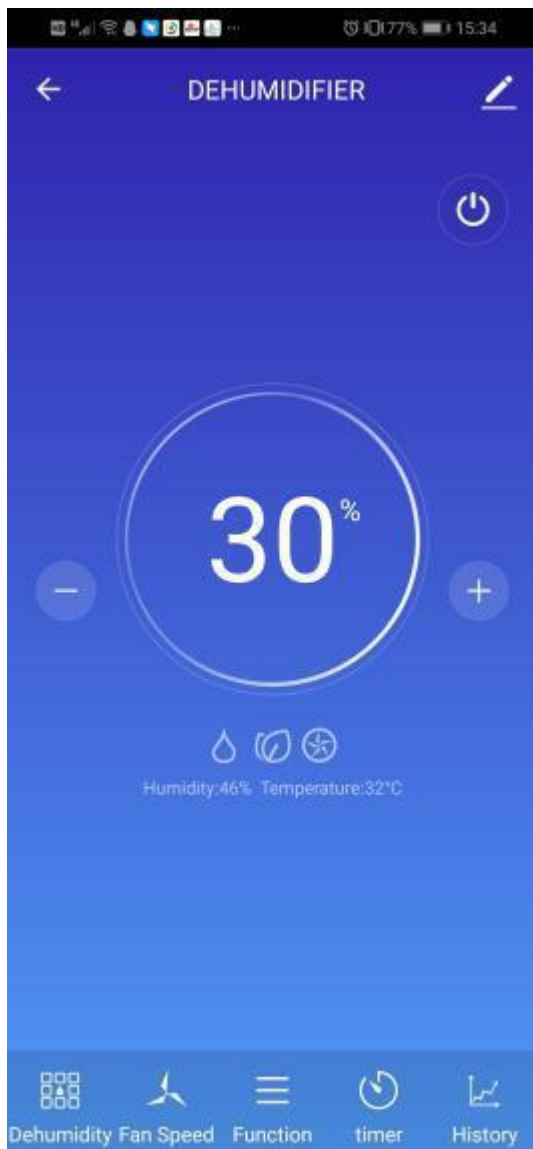 77% 15:34
DEHUMIDIFIER
30%
Humidity:46% Temperature:32°C
Dehumidity Fan Speed Function timer History